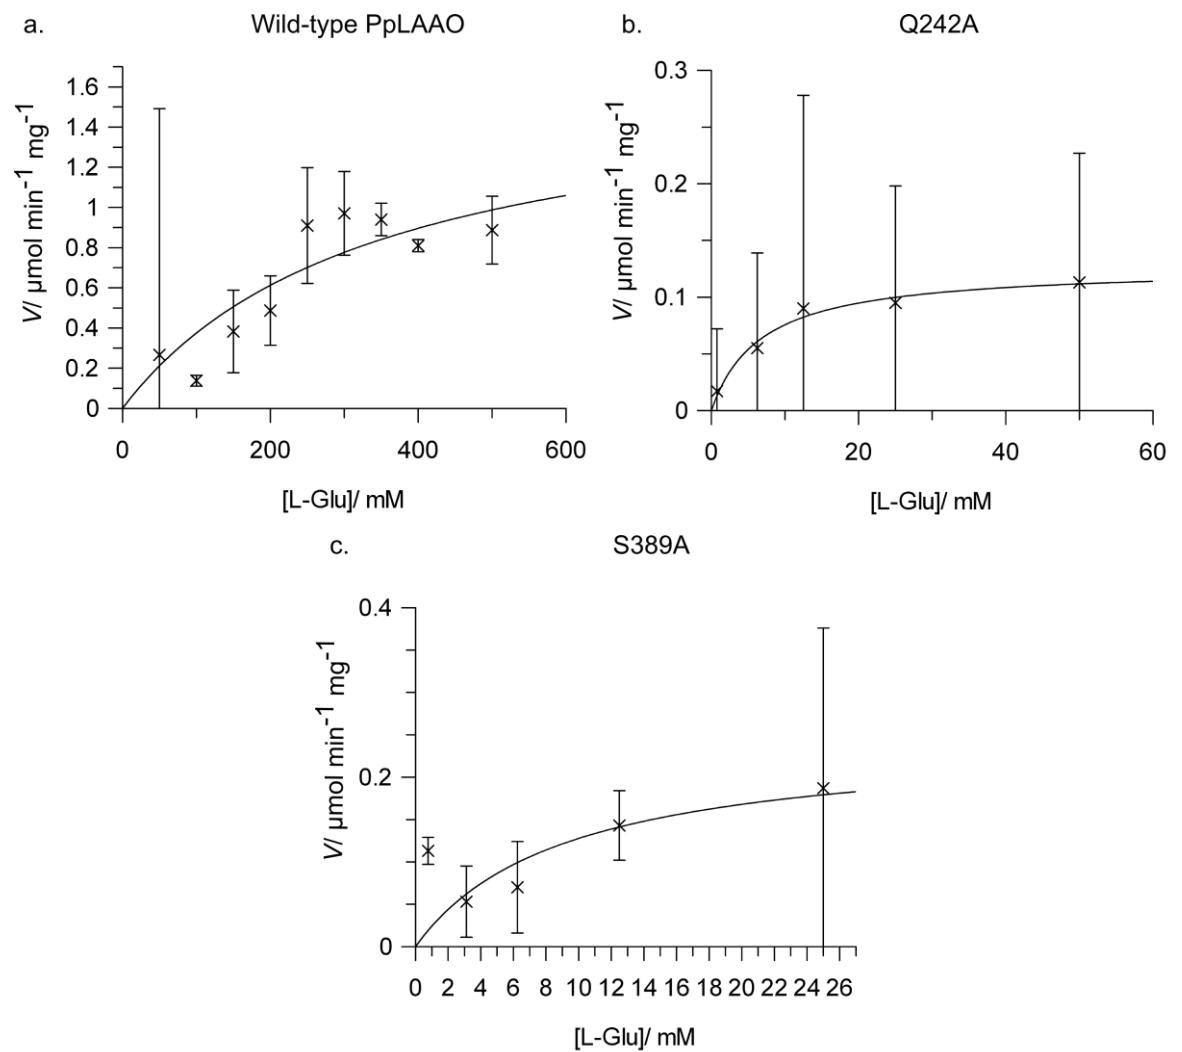 a.
Wild-type PpLAAO
V/ µmol min⁻¹ mg⁻¹
1.6
1.4
1.2
1
0.8
0.6
0.4
0.2
0
0 200 400 600
[L-Glu]/ mM
b.
Q242A
V/ µmol min⁻¹ mg⁻¹
0.3
0.2
0.1
0
0 20 40 60
[L-Glu]/ mM
c.
S389A
V/ µmol min⁻¹ mg⁻¹
0.4
0.2
0
0 2 4 6 8 10 12 14 16 18 20 22 24 26
[L-Glu]/ mM